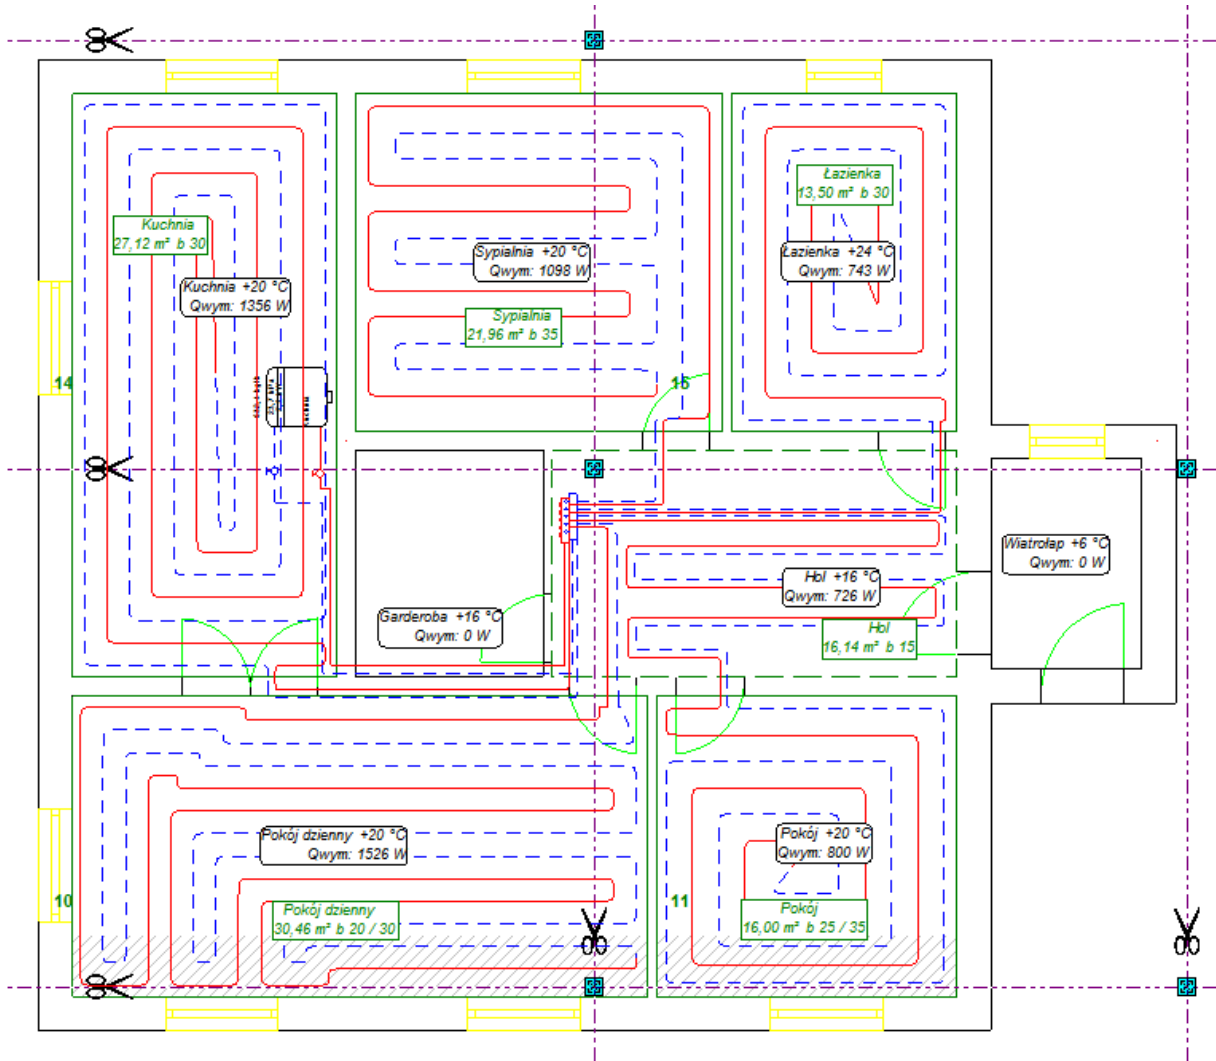 Łazienka
13,50 m² b 30
Kuchnia
27,12 m² b 30
Sypialnia +20 °C
Qwym: 1098 W
Łazienka +24 °C
Qwym: 743 W
Kuchnia +20 °C
Qwym: 1356 W
Sypialnia
21,96 m² b 35
14
15
Wiatrołap +6 °C
Qwym: 0 W
Hol +16 °C
Qwym: 726 W
Garderoba +16 °C
Qwym: 0 W
Hol
16,14 m² b 15
Pokój dzienny +20 °C
Qwym: 1526 W
Pokój +20 °C
Qwym: 800 W
10
11
Pokój dzienny
30,46 m² b 20 / 30
Pokój
16,00 m² b 25 / 35